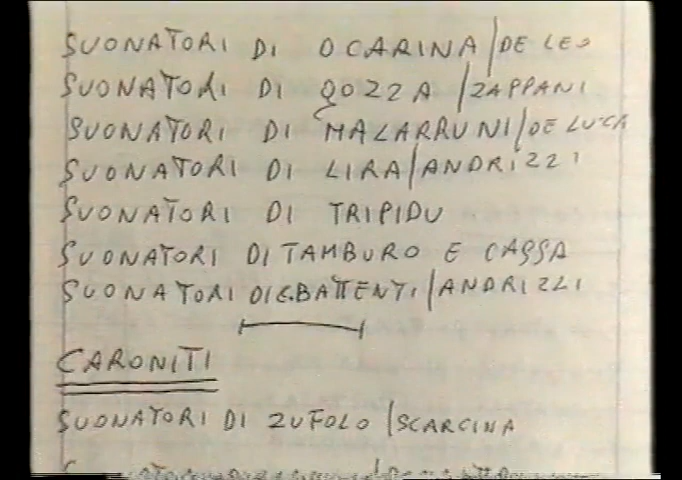 SUONATORI DI OCARINA/DE LEO
SUONATORI DI QOZZA /ZAPPANI
SUONATORI DI MALARRUNI/DE LUCA
SUONATORI DI LIRA/ANDRIZZI
SUONATORI DI TRIPIDU
SUONATORI DI TAMBURO E CASSA
SUONATORI DI C.BATTENTI/ANDRIZZI
CARONITI
SUONATORI DI ZUFOLO /SCARCINA